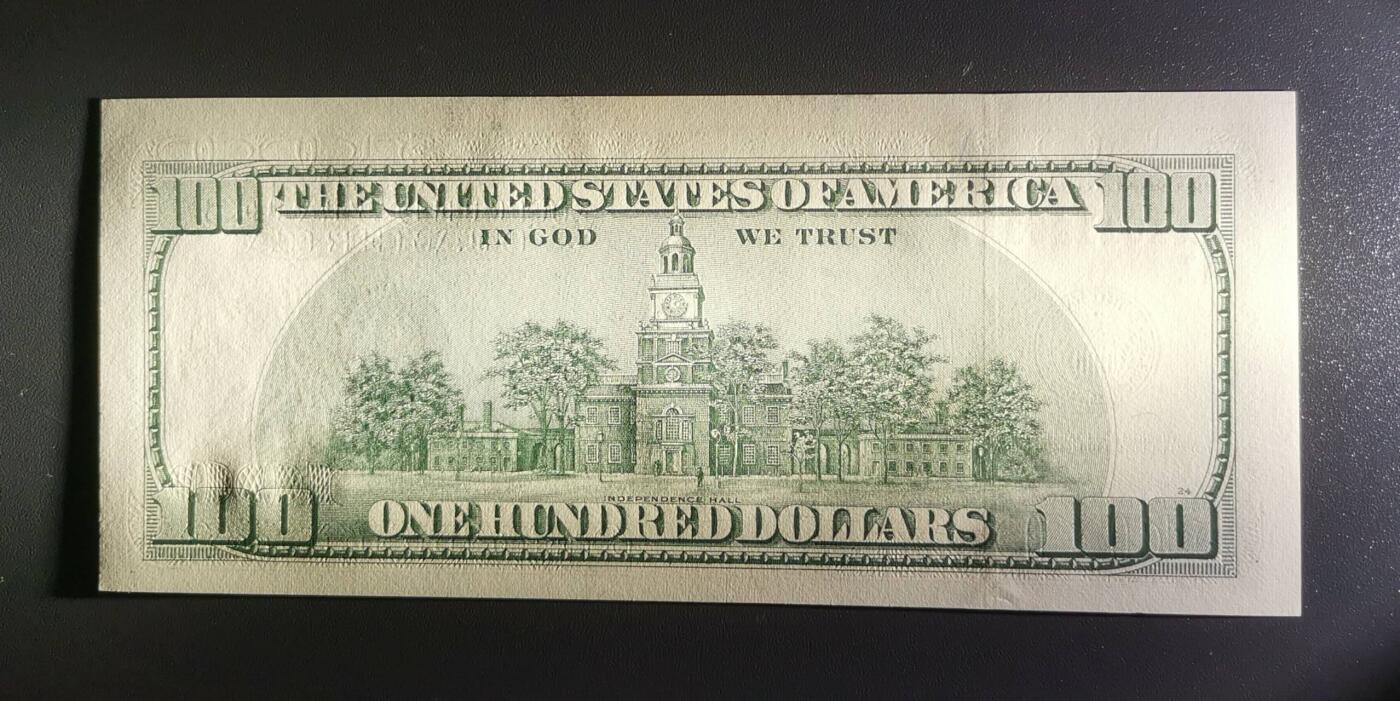 100 THE UNITED STATES OF AMERICA 100
IN GOD WE TRUST
INDEPENDENCE HALL
24
100 ONE HUNDRED DOLLARS 100